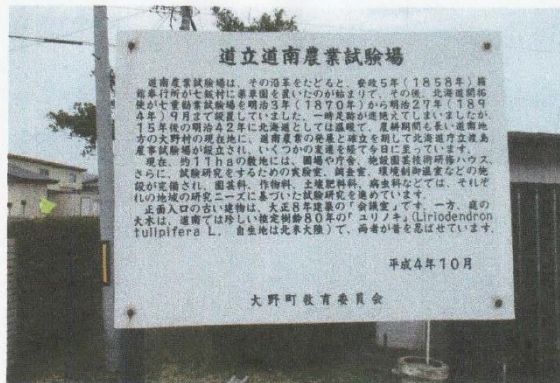 道立道南農業試験場
道南農業試験場は、その沿革をたどると、安政5年(1858年)箱
館奉行所が七飯村に薬草園を置いたのが始まりで、その後、北海道開拓
使が七重勧業試験場を明治3年(1870年)から明治27年(189
4年)9月まで設置していました。一時足跡が途絶えてしまいましたが、
15年後の明治42年に北海道としては温暖で、農耕期間も長い道南地
方の大野村の現在地に、道南農業の発展と確立を期して北海道庁立渡島
農事試験場が設立され、いくつかの変遷を経て今日に至っています。
現在、約11haの敷地には、圃場や庁舎、施設園芸技術研修ハウス、
さらに、試験研究をするための実験室、調査室、環境制御温室などの施
設が完備され、園芸科、作物科、土壌肥料科、病虫科などでは、それぞ
れの地域の研究ニーズに基づいた試験研究を進めています。
正面入口の古い建物は、大正8年建築の「会議室」です。一方、庭の
大木は、道南では珍しい推定樹齢80年の「ユリノキ」(Liriodendron
tulipifera L. 自生地は北米大陸)で、両者が昔を忍ばせています。
平成4年10月
大野町教育委員会